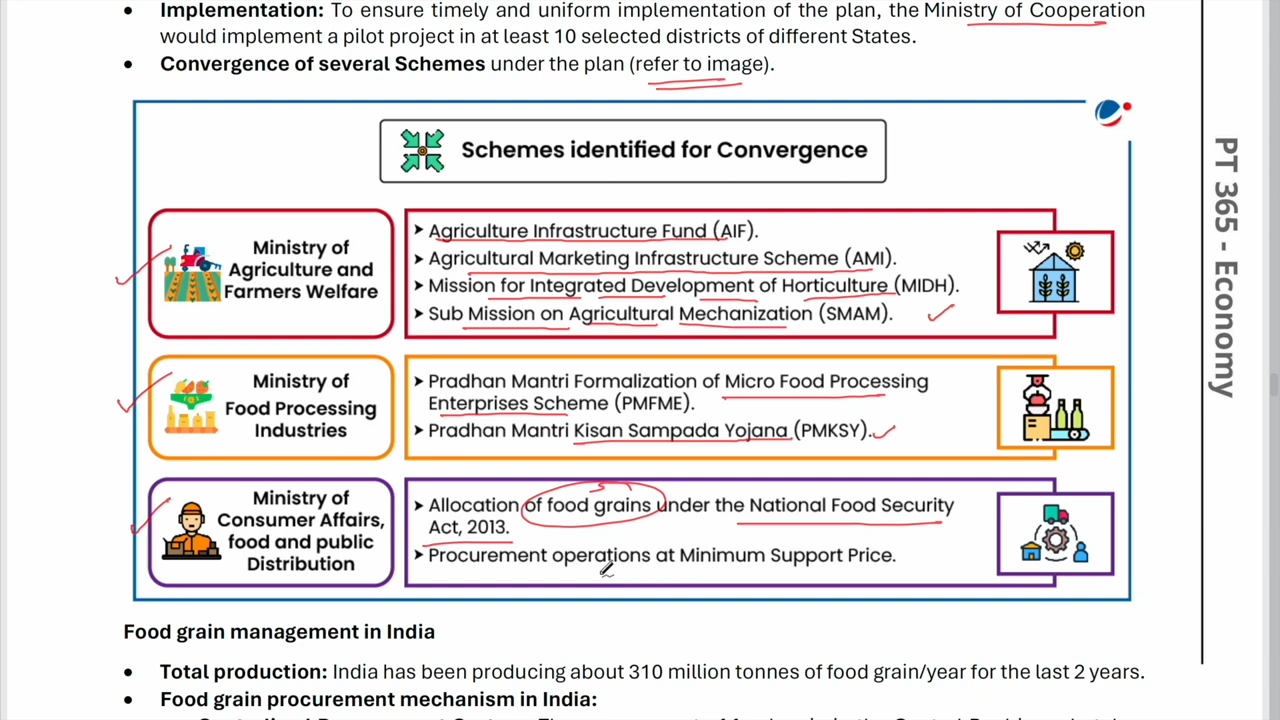 • Implementation: To ensure timely and uniform implementation of the plan, the Ministry of Cooperation
would implement a pilot project in at least 10 selected districts of different States.
• Convergence of several Schemes under the plan (refer to image).
Schemes identified for Convergence
Ministry of
Agriculture and
Farmers Welfare
➤ Agriculture Infrastructure Fund (AIF).
➤ Agricultural Marketing Infrastructure Scheme (AMI).
➤ Mission for Integrated Development of Horticulture (MIDH).
➤ Sub Mission on Agricultural Mechanization (SMAM).
Ministry of
Food Processing
Industries
➤ Pradhan Mantri Formalization of Micro Food Processing
Enterprises Scheme (PMFME).
➤ Pradhan Mantri Kisan Sampada Yojana (PMKSY).
Ministry of
Consumer Affairs,
food and public
Distribution
➤ Allocation of food grains under the National Food Security
Act, 2013.
➤ Procurement operations at Minimum Support Price.
Food grain management in India
• Total production: India has been producing about 310 million tonnes of food grain/year for the last 2 years.
• Food grain procurement mechanism in India:
PT 365 - Economy